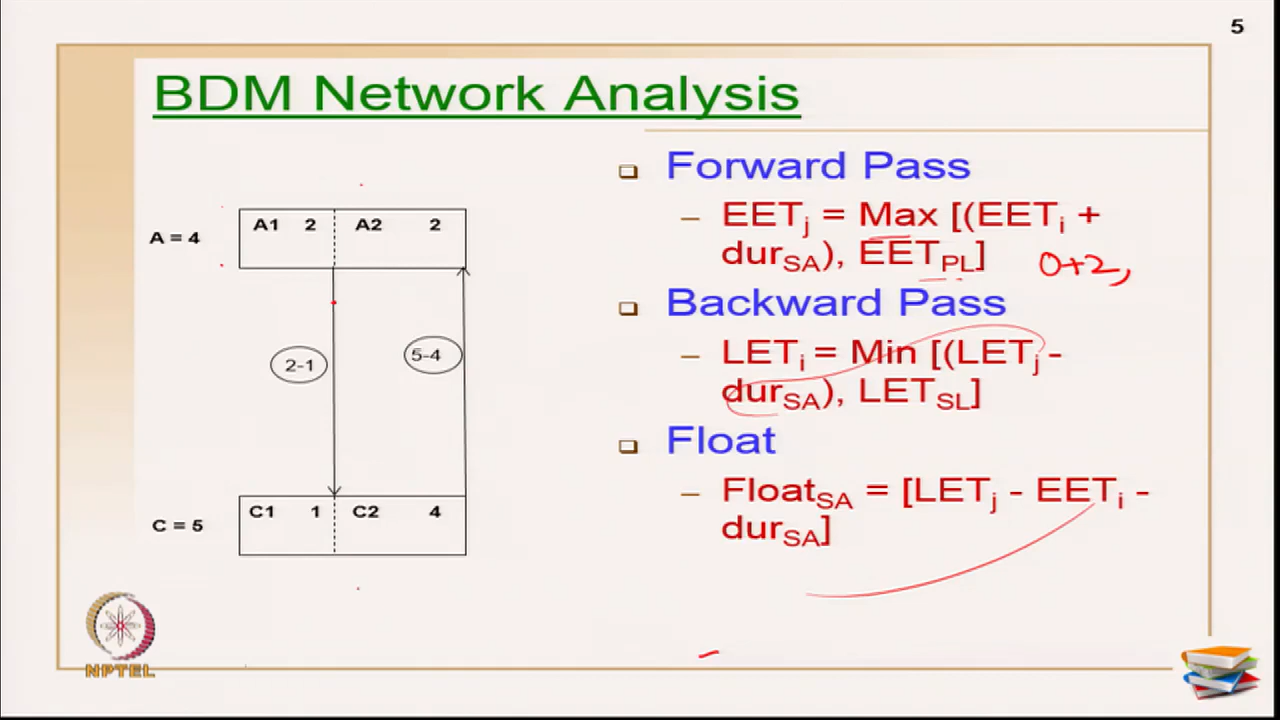 5
BDM Network Analysis
A1 2 A2 2
A = 4
2-1
5-4
C1 1 C2 4
C = 5
Forward Pass
– EETj = Max [(EETi +
durSA), EETPL]
0+2,
Backward Pass
– LETi = Min [(LETj -
durSA), LETSL]
Float
– FloatSA = [LETj - EETi -
durSA]
NPTEL